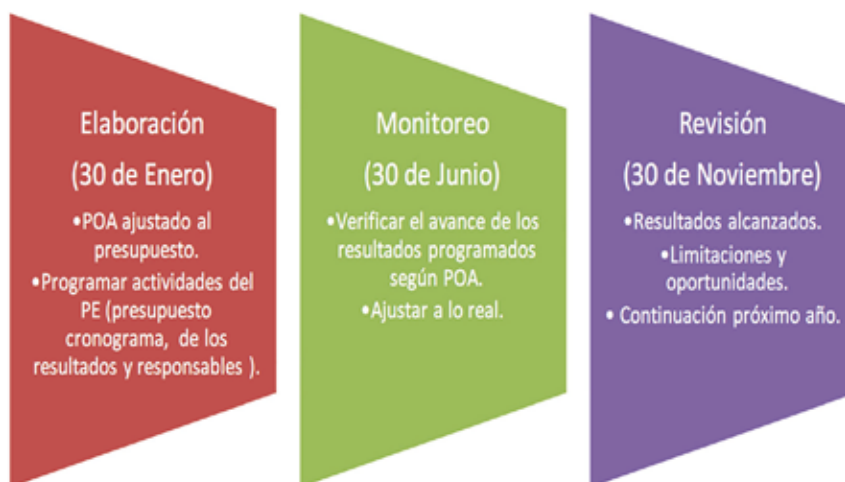 Elaboración
(30 de Enero)
•POA ajustado al
presupuesto.
•Programar actividades del
PE (presupuesto
cronograma, de los
resultados y responsables ).
Monitoreo
(30 de Junio)
•Verificar el avance de los
resultados programados
según POA.
•Ajustar a lo real.
Revisión
(30 de Noviembre)
•Resultados alcanzados.
•Limitaciones y
oportunidades.
• Continuación próximo año.